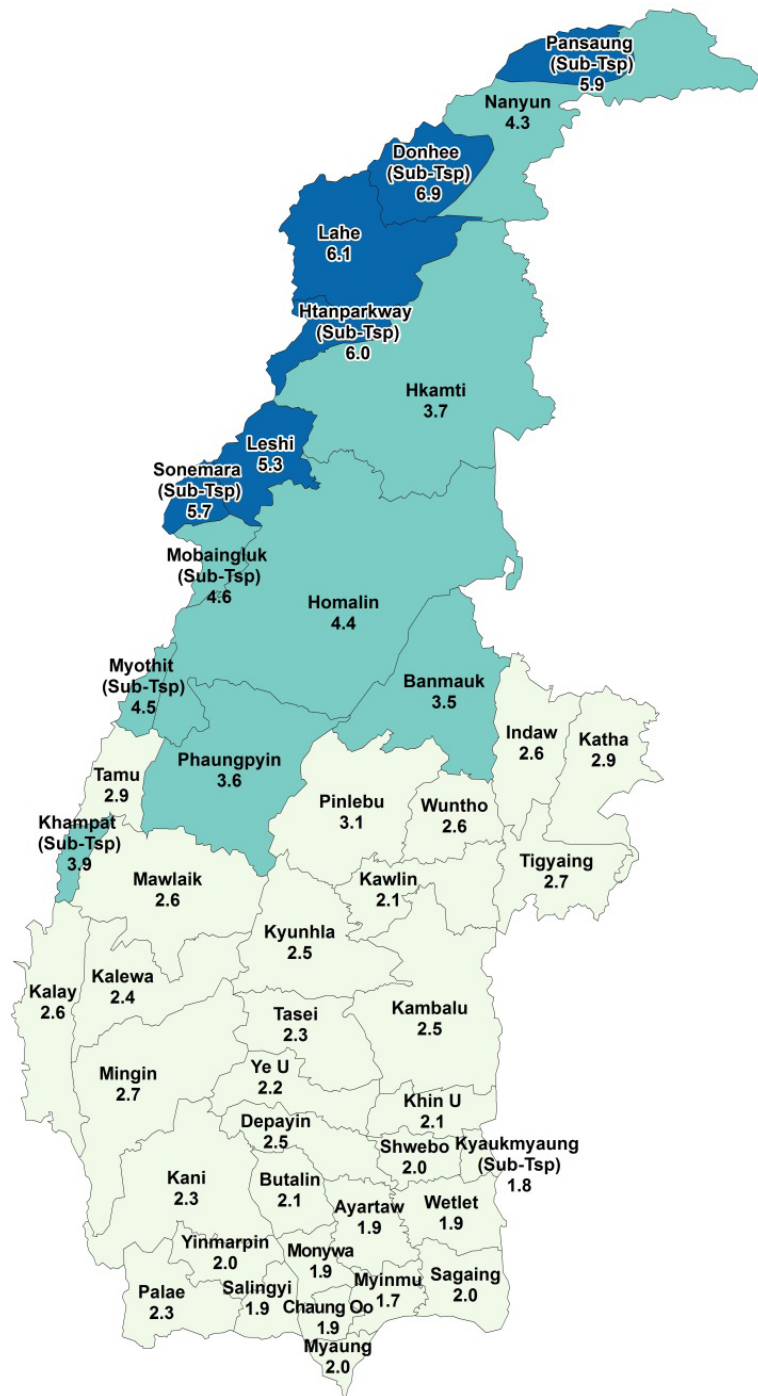 Pansaung
(Sub-Tsp)
5.9
Nanyun
4.3
Donhee
(Sub-Tsp)
6.9
Lahe
6.1
Htanparkway
(Sub-Tsp)
6.0
Hkamti
3.7
Leshi
5.3
Sonemara
(Sub-Tsp)
5.7
Mobaingluk
(Sub-Tsp)
4.6
Homalin
4.4
Myothit
(Sub-Tsp)
4.5
Banmauk
3.5
Indaw
2.6
Katha
2.9
Phaungpyin
3.6
Tamu
2.9
Pinlebu
3.1
Wuntho
2.6
Khampat
(Sub-Tsp)
3.9
Tigyaing
2.7
Mawlaik
2.6
Kawlin
2.1
Kyunhla
2.5
Kalewa
2.4
Kalay
2.6
Tasei
2.3
Kambalu
2.5
Mingin
2.7
Ye U
2.2
Khin U
2.1
Depayin
2.5
Shwebo
2.0
Kyaukmyaung
(Sub-Tsp)
1.8
Kani
2.3
Butalin
2.1
Ayartaw
1.9
Wetlet
1.9
Yinmarpin
2.0
Monywa
1.9
Myinmu
1.7
Sagaing
2.0
Palae
2.3
Salingyi
1.9
Chaung Oo
1.9
Myaung
2.0